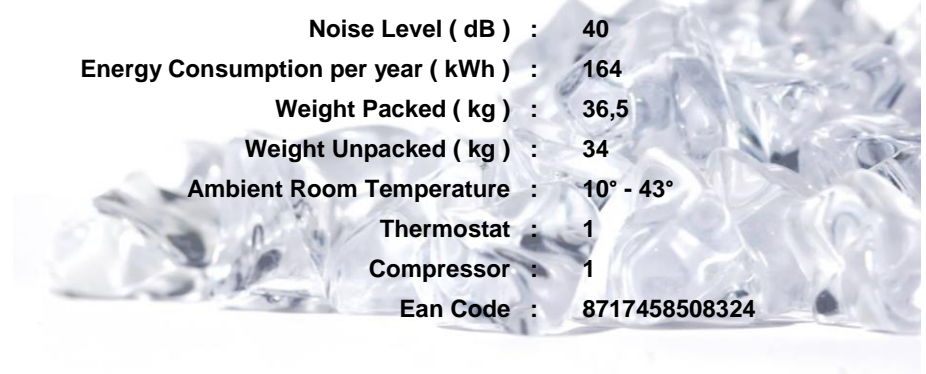 Noise Level ( dB ) : 40
Energy Consumption per year ( kWh ) : 164
Weight Packed ( kg ) : 36,5
Weight Unpacked ( kg ) : 34
Ambient Room Temperature : 10° - 43°
Thermostat : 1
Compressor : 1
Ean Code : 8717458508324